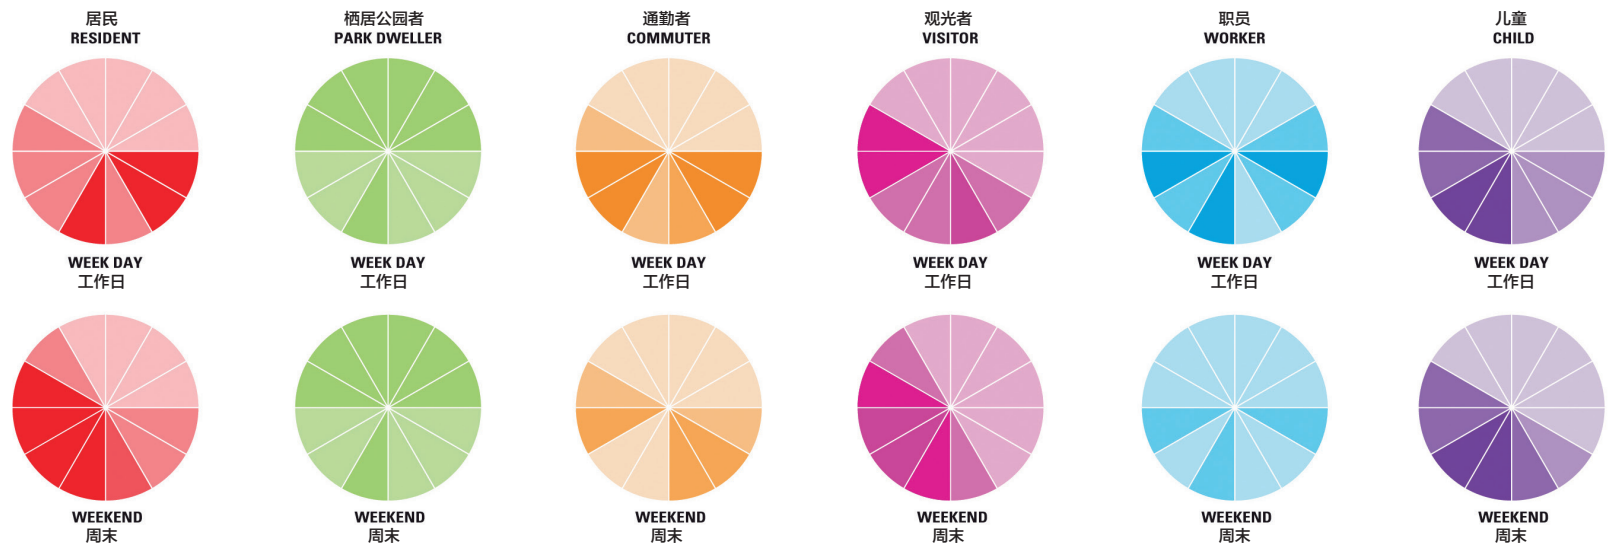 居民
RESIDENT
栖居公园者
PARK DWELLER
通勤者
COMMUTER
观光者
VISITOR
职员
WORKER
儿童
CHILD
WEEK DAY
工作日
WEEK DAY
工作日
WEEK DAY
工作日
WEEK DAY
工作日
WEEK DAY
工作日
WEEK DAY
工作日
WEEKEND
周末
WEEKEND
周末
WEEKEND
周末
WEEKEND
周末
WEEKEND
周末
WEEKEND
周末